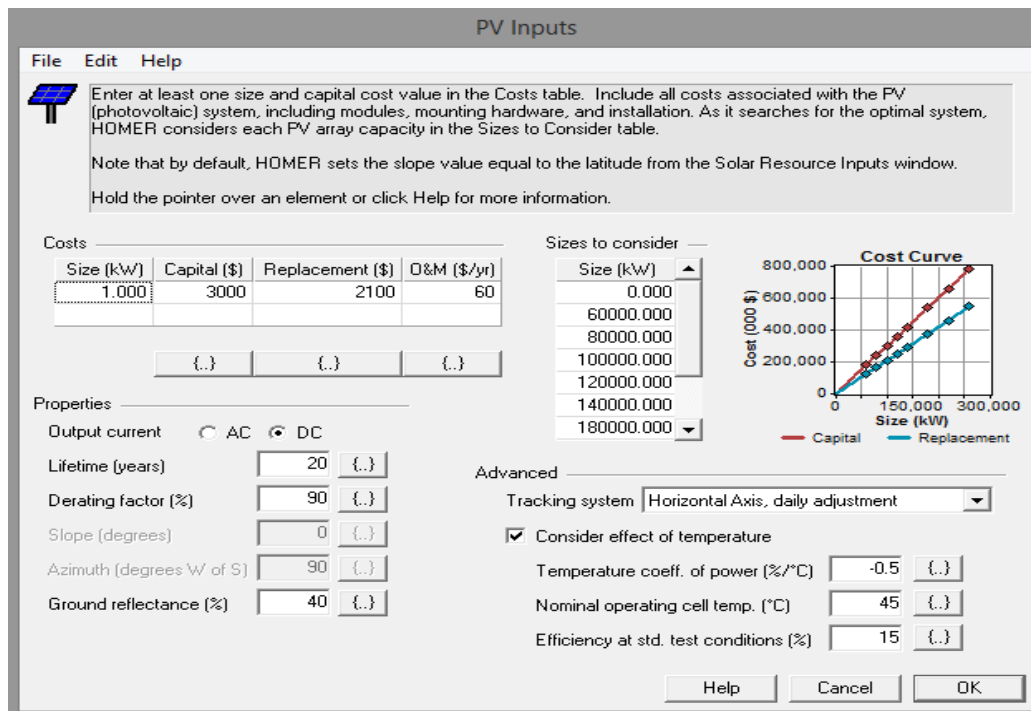 PV Inputs
File Edit Help
Enter at least one size and capital cost value in the Costs table. Include all costs associated with the PV
(photovoltaic) system, including modules, mounting hardware, and installation. As it searches for the optimal system,
HOMER considers each PV array capacity in the Sizes to Consider table.
Note that by default, HOMER sets the slope value equal to the latitude from the Solar Resource Inputs window.
Hold the pointer over an element or click Help for more information.
Costs
Size (kW) Capital ($) Replacement ($) O&M ($/yr)
1.000 3000 2100 60
{..} {..} {..}
Sizes to consider
Size (kW)
0.000
60000.000
80000.000
100000.000
120000.000
140000.000
180000.000
Cost Curve
800,000
600,000
400,000
200,000
0
Cost (000 $)
0 150,000 300,000
Size (kW)
Capital Replacement
Properties
Output current AC DC
Lifetime (years) 20 {..}
Derating factor (%) 90 {..}
Slope (degrees) 0 {..}
Azimuth (degrees W of S) 90 {..}
Ground reflectance (%) 40 {..}
Advanced
Tracking system Horizontal Axis, daily adjustment
Consider effect of temperature
Temperature coeff. of power (%/°C) -0.5 {..}
Nominal operating cell temp. (°C) 45 {..}
Efficiency at std. test conditions (%) 15 {..}
Help Cancel OK